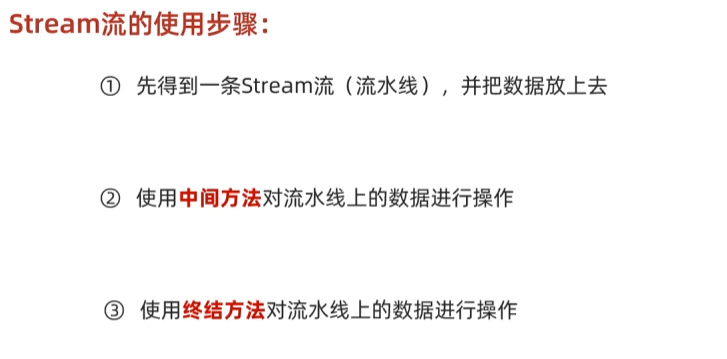 Stream流的使用步骤：
① 先得到一条Stream流（流水线），并把数据放上去
② 使用中间方法对流水线上的数据进行操作
③ 使用终结方法对流水线上的数据进行操作